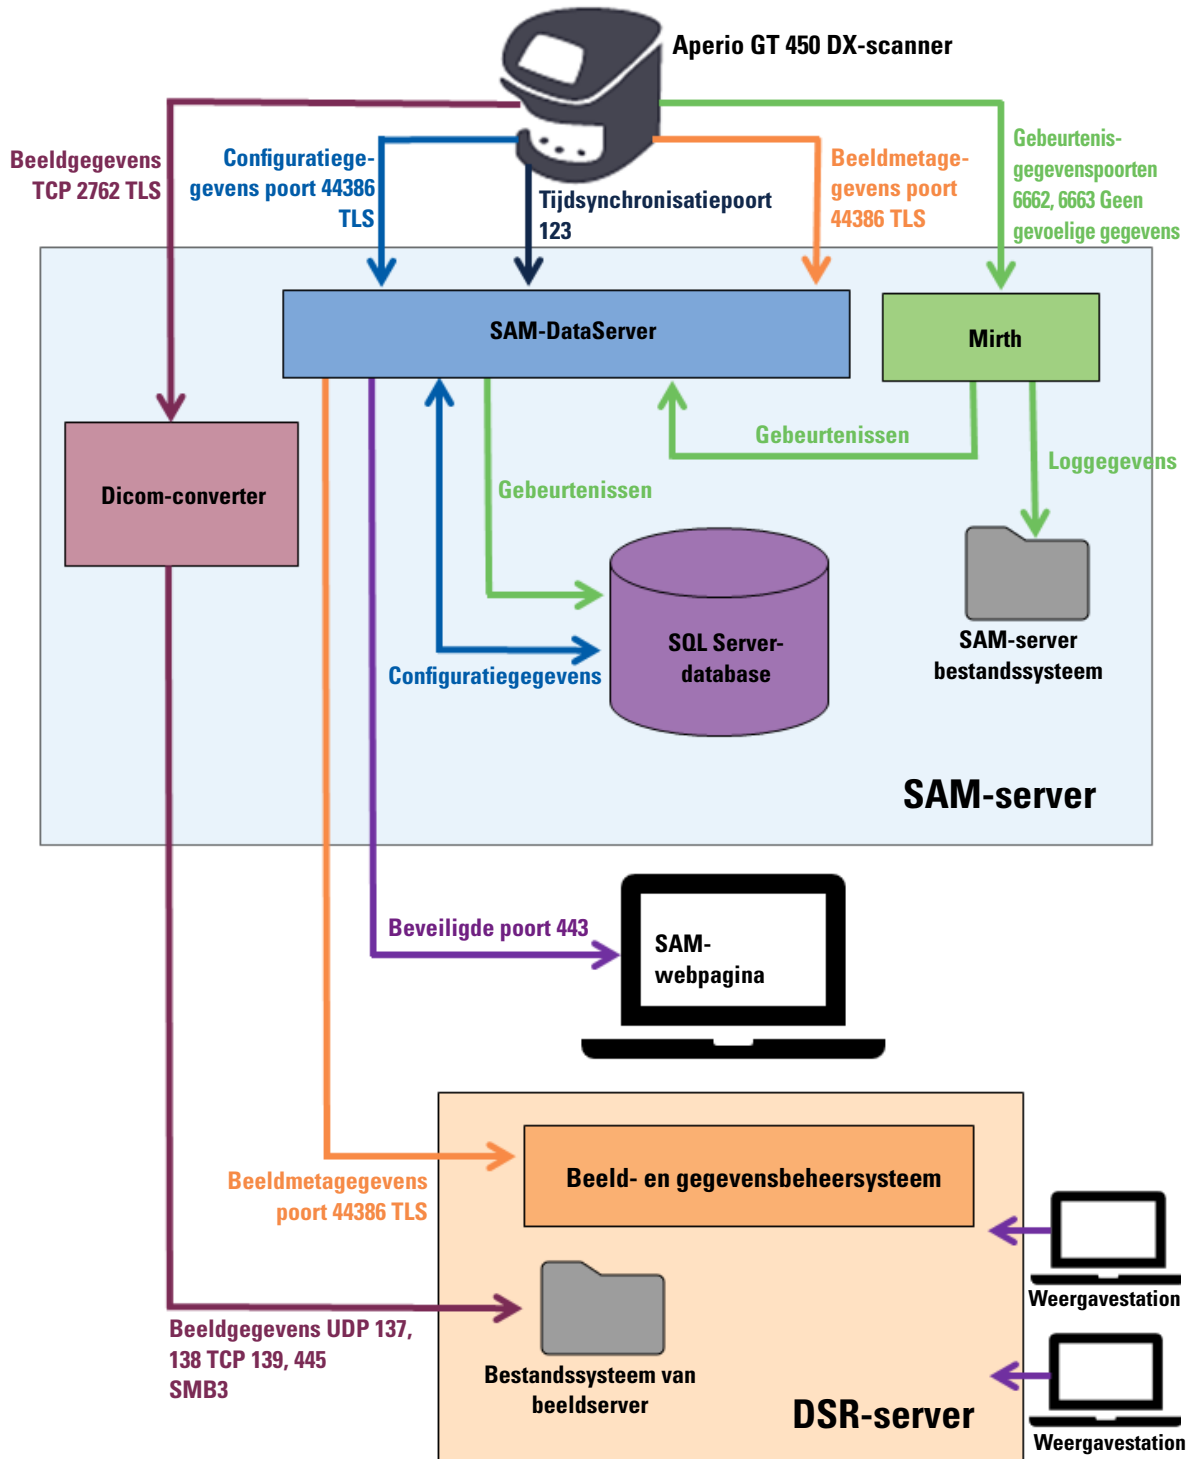 Aperio GT 450 DX-scanner
Beeldgegevens
TCP 2762 TLS
Configuratiege-
gegevens poort 44386
TLS
Tijdsynchronisatiepoort
123
Beeldmetage-
gegevens poort
44386 TLS
Gebeurtenis-
gegevenspoorten
6662, 6663 Geen
gevoelige gegevens
SAM-DataServer
Mirth
Dicom-converter
Gebeurtenissen
Gebeurtenissen
Loggegevens
SQL Server-
database
Configuratiegegevens
SAM-server
bestandssysteem
SAM-server
Beveiligde poort 443
SAM-
webpagina
Beeldmetagegevens
poort 44386 TLS
Beeld- en gegevensbeheersysteem
Weergavestation
Beeldgegevens UDP 137,
138 TCP 139, 445
SMB3
Bestandssysteem van
beeldserver
DSR-server
Weergavestation